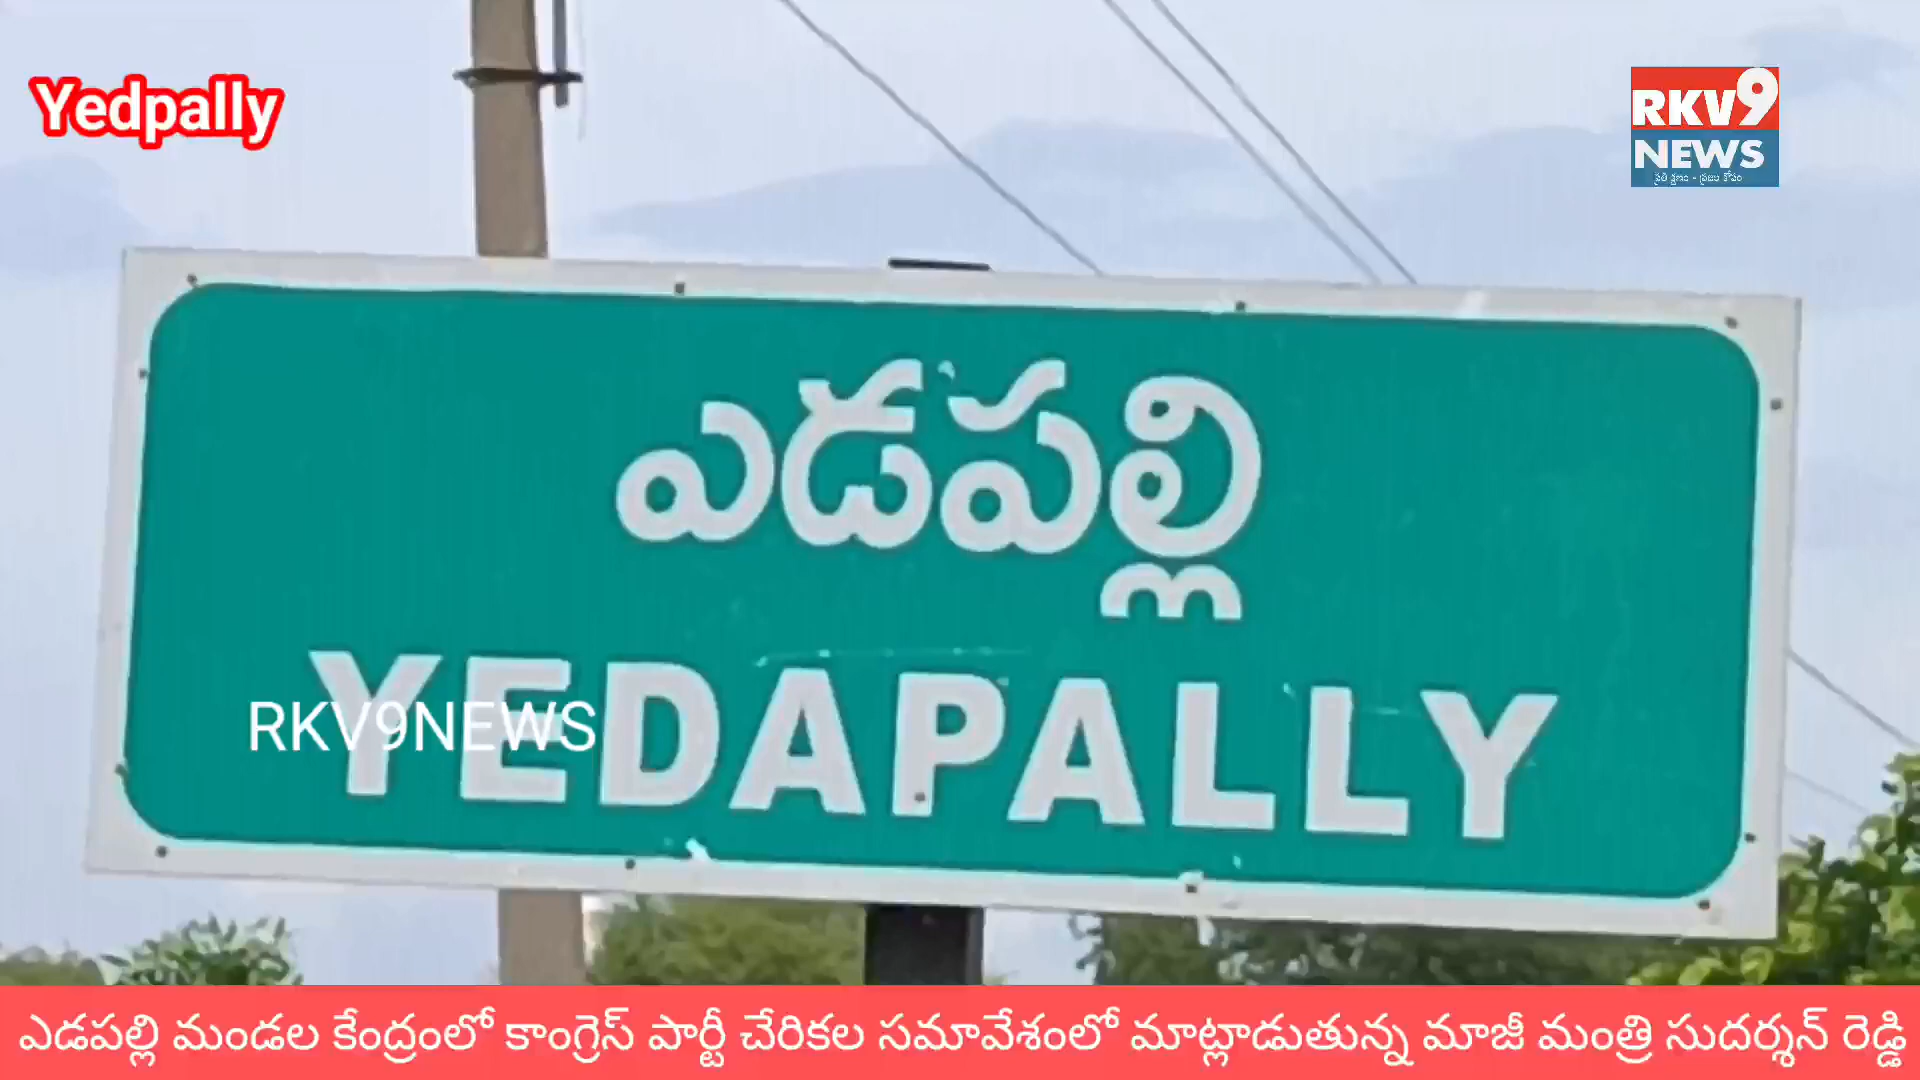 Yedpally
RKV9
NEWS
ఎడపల్లి
YEDAPALLY
RKV9NEWS
ఎడపల్లి మండల కేంద్రంలో కాంగ్రెస్ పార్టీ చేరికల సమావేశంలో మాట్లాడుతున్న మాజీ మంత్రి సుదర్శన్ రెడ్డి